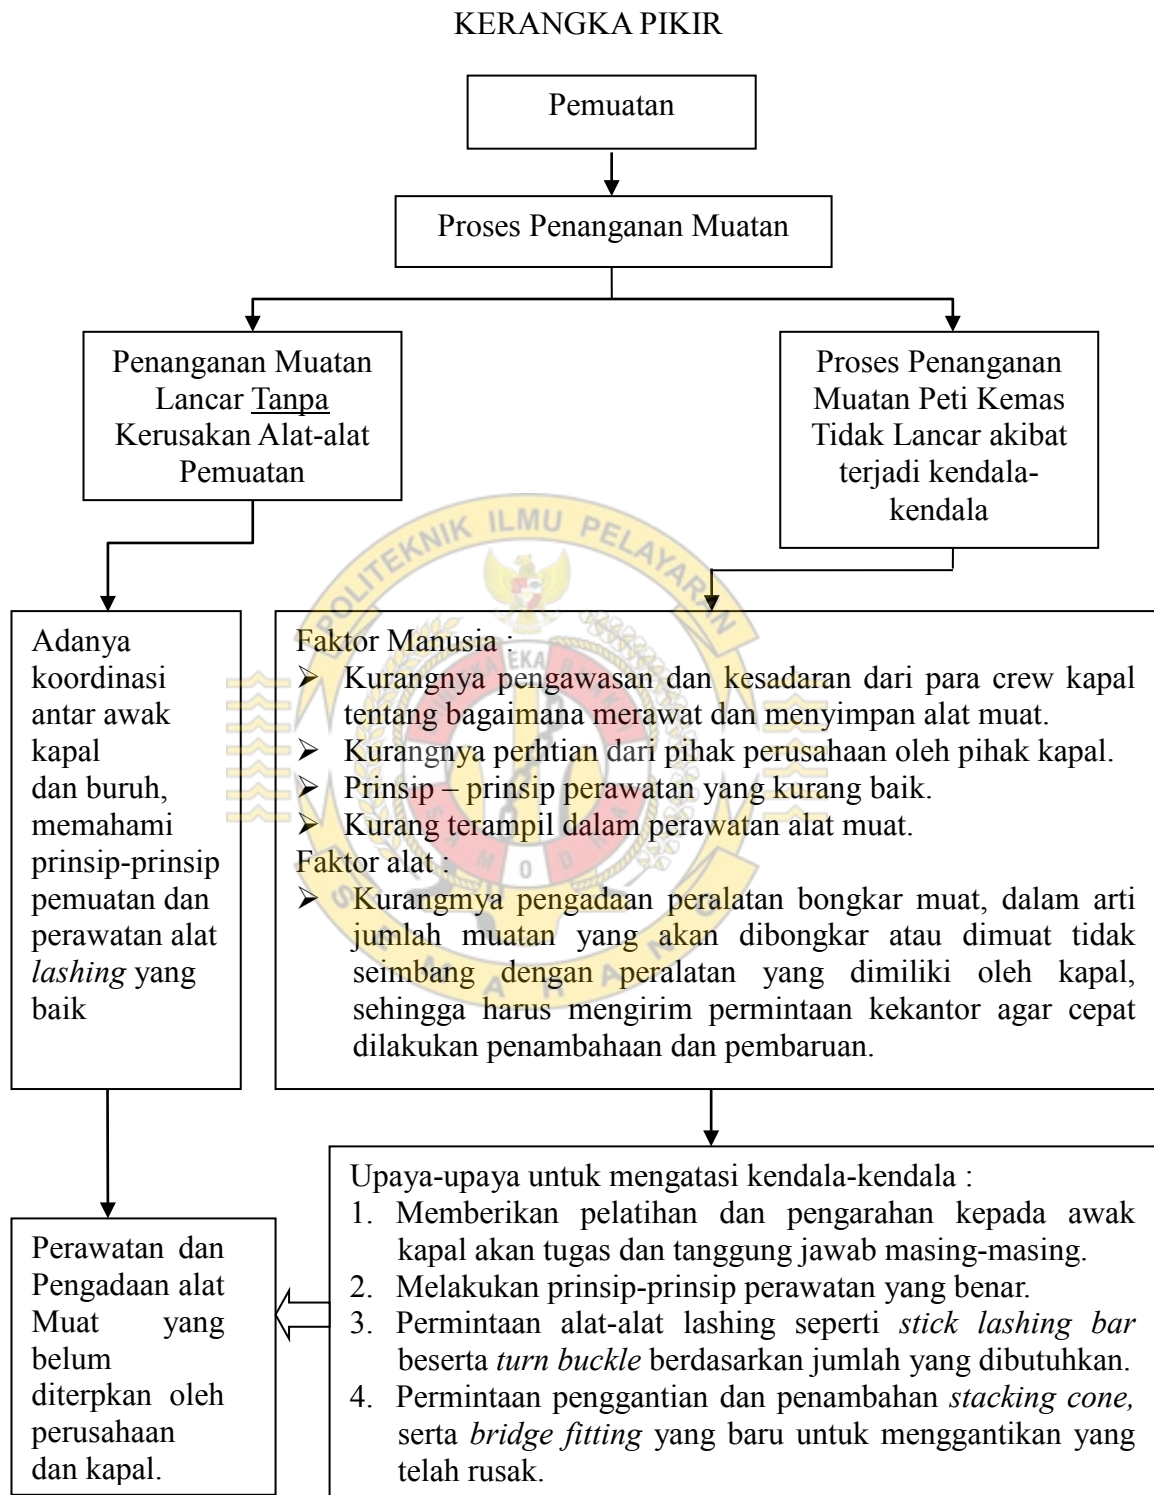 KERANGKA PIKIR
Pemuatan
Proses Penanganan Muatan
Penanganan Muatan
Lancar Tanpa
Kerusakan Alat-alat
Pemuatan
Proses Penanganan
Muatan Peti Kemas
Tidak Lancar akibat
terjadi kendala-
kendala
POLITEKNIK ILMU PELAYARAN
SEMARANG
Adanya
koordinasi
antar awak
kapal
dan buruh,
memahami
prinsip-prinsip
pemuatan dan
perawatan alat
lashing yang
baik
Faktor Manusia :
➤ Kurangnya pengawasan dan kesadaran dari para crew kapal
tentang bagaimana merawat dan menyimpan alat muat.
➤ Kurangnya perhtian dari pihak perusahaan oleh pihak kapal.
➤ Prinsip – prinsip perawatan yang kurang baik.
➤ Kurang terampil dalam perawatan alat muat.
Faktor alat :
➤ Kurangmya pengadaan peralatan bongkar muat, dalam arti
jumlah muatan yang akan dibongkar atau dimuat tidak
seimbang dengan peralatan yang dimiliki oleh kapal,
sehingga harus mengirim permintaan kekantor agar cepat
dilakukan penambahaan dan pembaruan.
Perawatan dan
Pengadaan alat
Muat yang
belum
diterpkan oleh
perusahaan
dan kapal.
Upaya-upaya untuk mengatasi kendala-kendala :
1. Memberikan pelatihan dan pengarahan kepada awak
kapal akan tugas dan tanggung jawab masing-masing.
2. Melakukan prinsip-prinsip perawatan yang benar.
3. Permintaan alat-alat lashing seperti stick lashing bar
beserta turn buckle berdasarkan jumlah yang dibutuhkan.
4. Permintaan penggantian dan penambahan stacking cone,
serta bridge fitting yang baru untuk menggantikan yang
telah rusak.